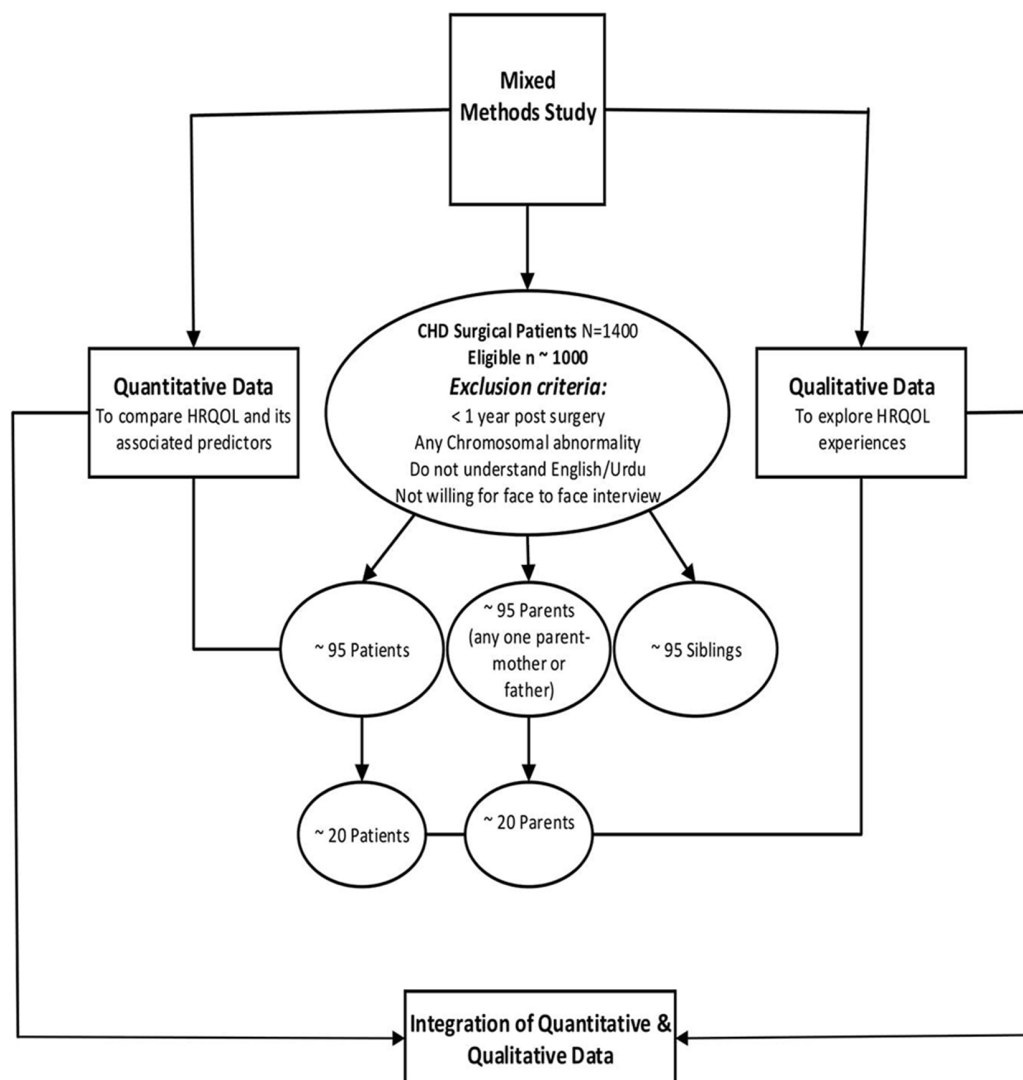 Mixed
Methods Study
CHD Surgical Patients N=1400
Eligible n ~ 1000
Exclusion criteria:
< 1 year post surgery
Any Chromosomal abnormality
Do not understand English/Urdu
Not willing for face to face interview
Quantitative Data
To compare HRQOL and its
associated predictors
Qualitative Data
To explore HRQOL
experiences
~ 95 Patients
~ 95 Parents
(any one parent-
mother or
father)
~ 95 Siblings
~ 20 Patients
~ 20 Parents
Integration of Quantitative &
Qualitative Data